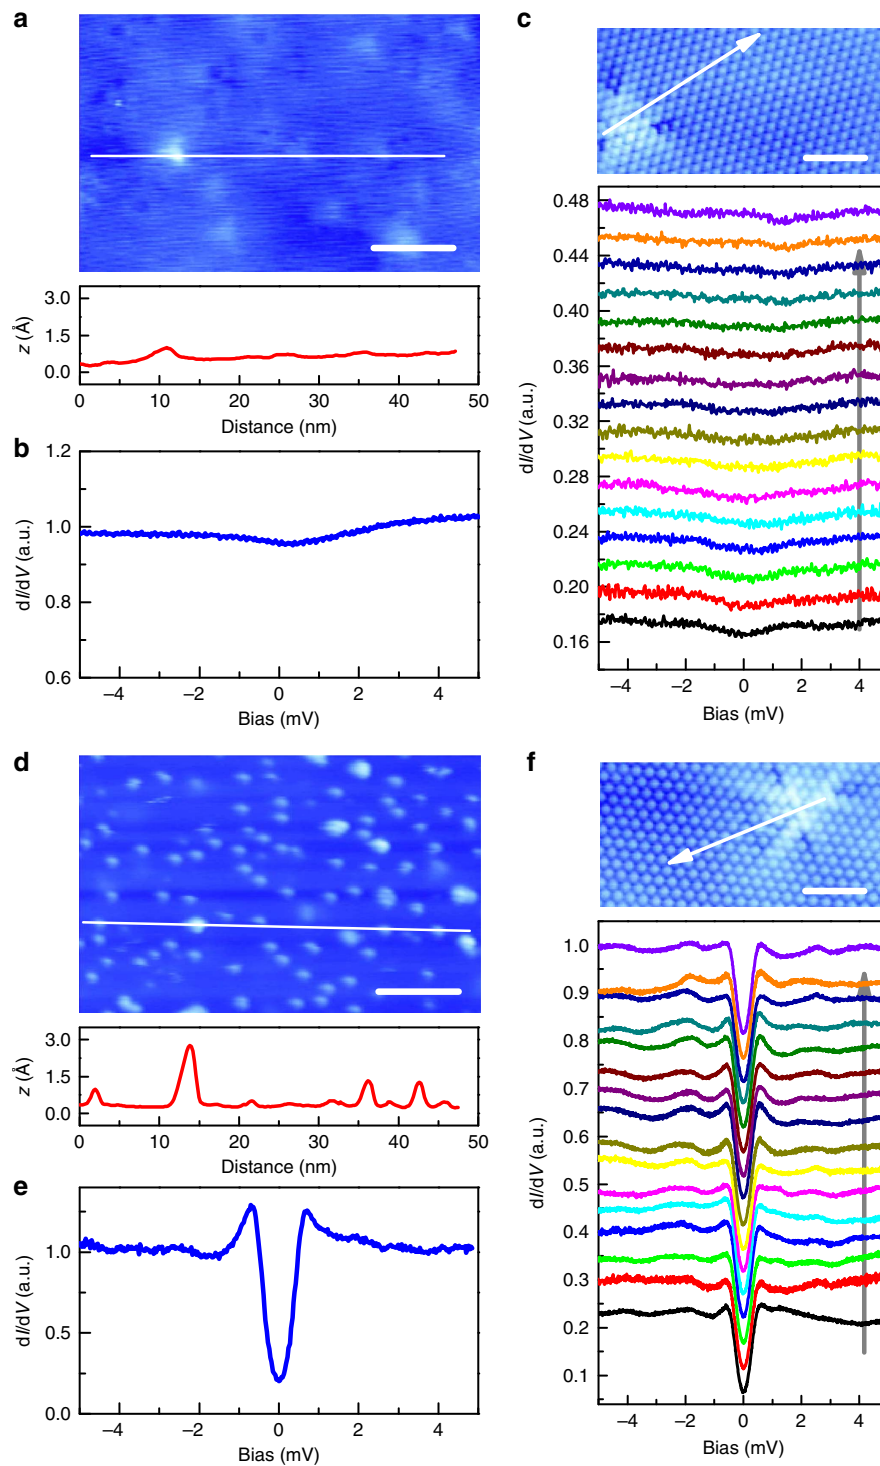 a
3.0
1.5
0.0
z (Å)
0 10 20 30 40 50
Distance (nm)
b
1.2
1.0
0.8
0.6
dI/dV (a.u.)
−4 −2 0 2 4
Bias (mV)
c
0.48
0.44
0.40
0.36
0.32
0.28
0.24
0.20
0.16
dI/dV (a.u.)
−4 −2 0 2 4
Bias (mV)
d
3.0
1.5
0.0
z (Å)
0 10 20 30 40 50
Distance (nm)
e
1.0
0.5
0.0
dI/dV (a.u.)
−4 −2 0 2 4
Bias (mV)
f
1.0
0.9
0.8
0.7
0.6
0.5
0.4
0.3
0.2
0.1
dI/dV (a.u.)
−4 −2 0 2 4
Bias (mV)